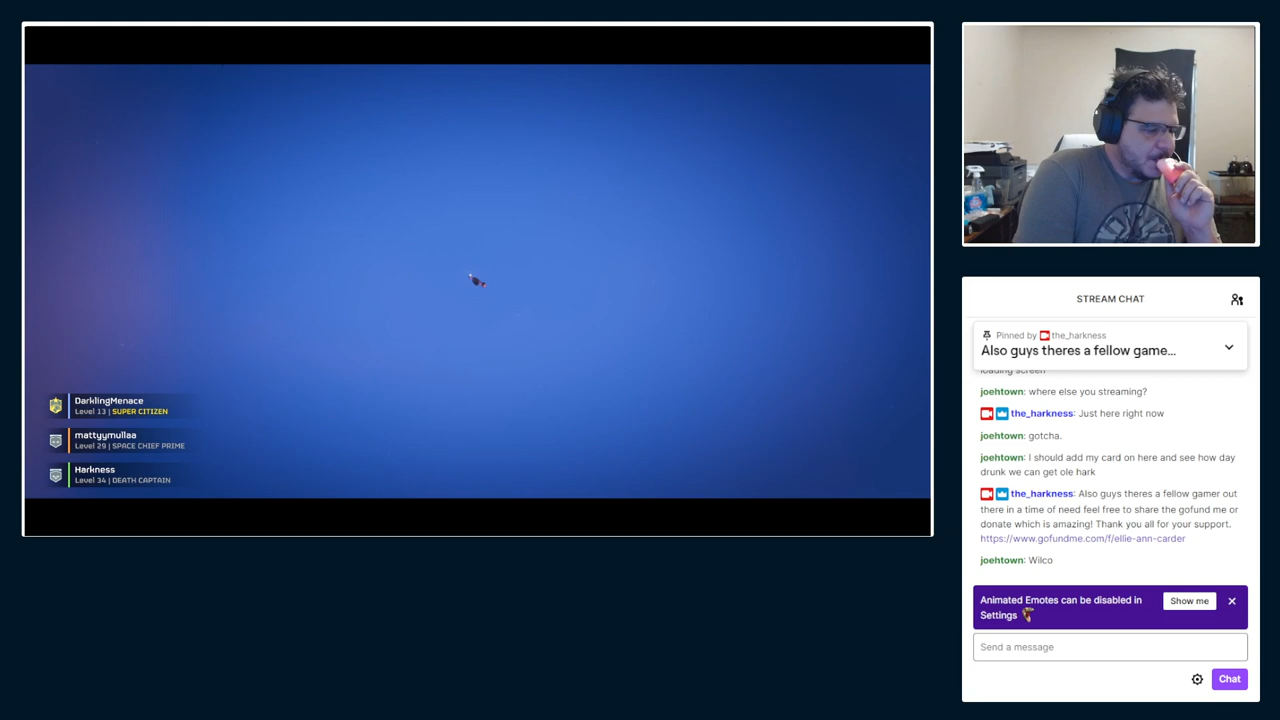 DarklingMenace
Level 13 | SUPER CITIZEN
mattyymullaa
Level 29 | SPACE CHIEF PRIME
Harkness
Level 34 | DEATH CAPTAIN
STREAM CHAT
Pinned by the_harkness
Also guys theres a fellow game...
loading screen
joehtown: where else you streaming?
the_harkness: Just here right now
joehtown: gotcha.
joehtown: I should add my card on here and see how day
drunk we can get ole hark
the_harkness: Also guys theres a fellow gamer out
there in a time of need feel free to share the gofund me or
donate which is amazing! Thank you all for your support.
https://www.gofundme.com/f/ellie-ann-carder
joehtown: Wilco
Animated Emotes can be disabled in
Settings
Show me
Send a message
Chat